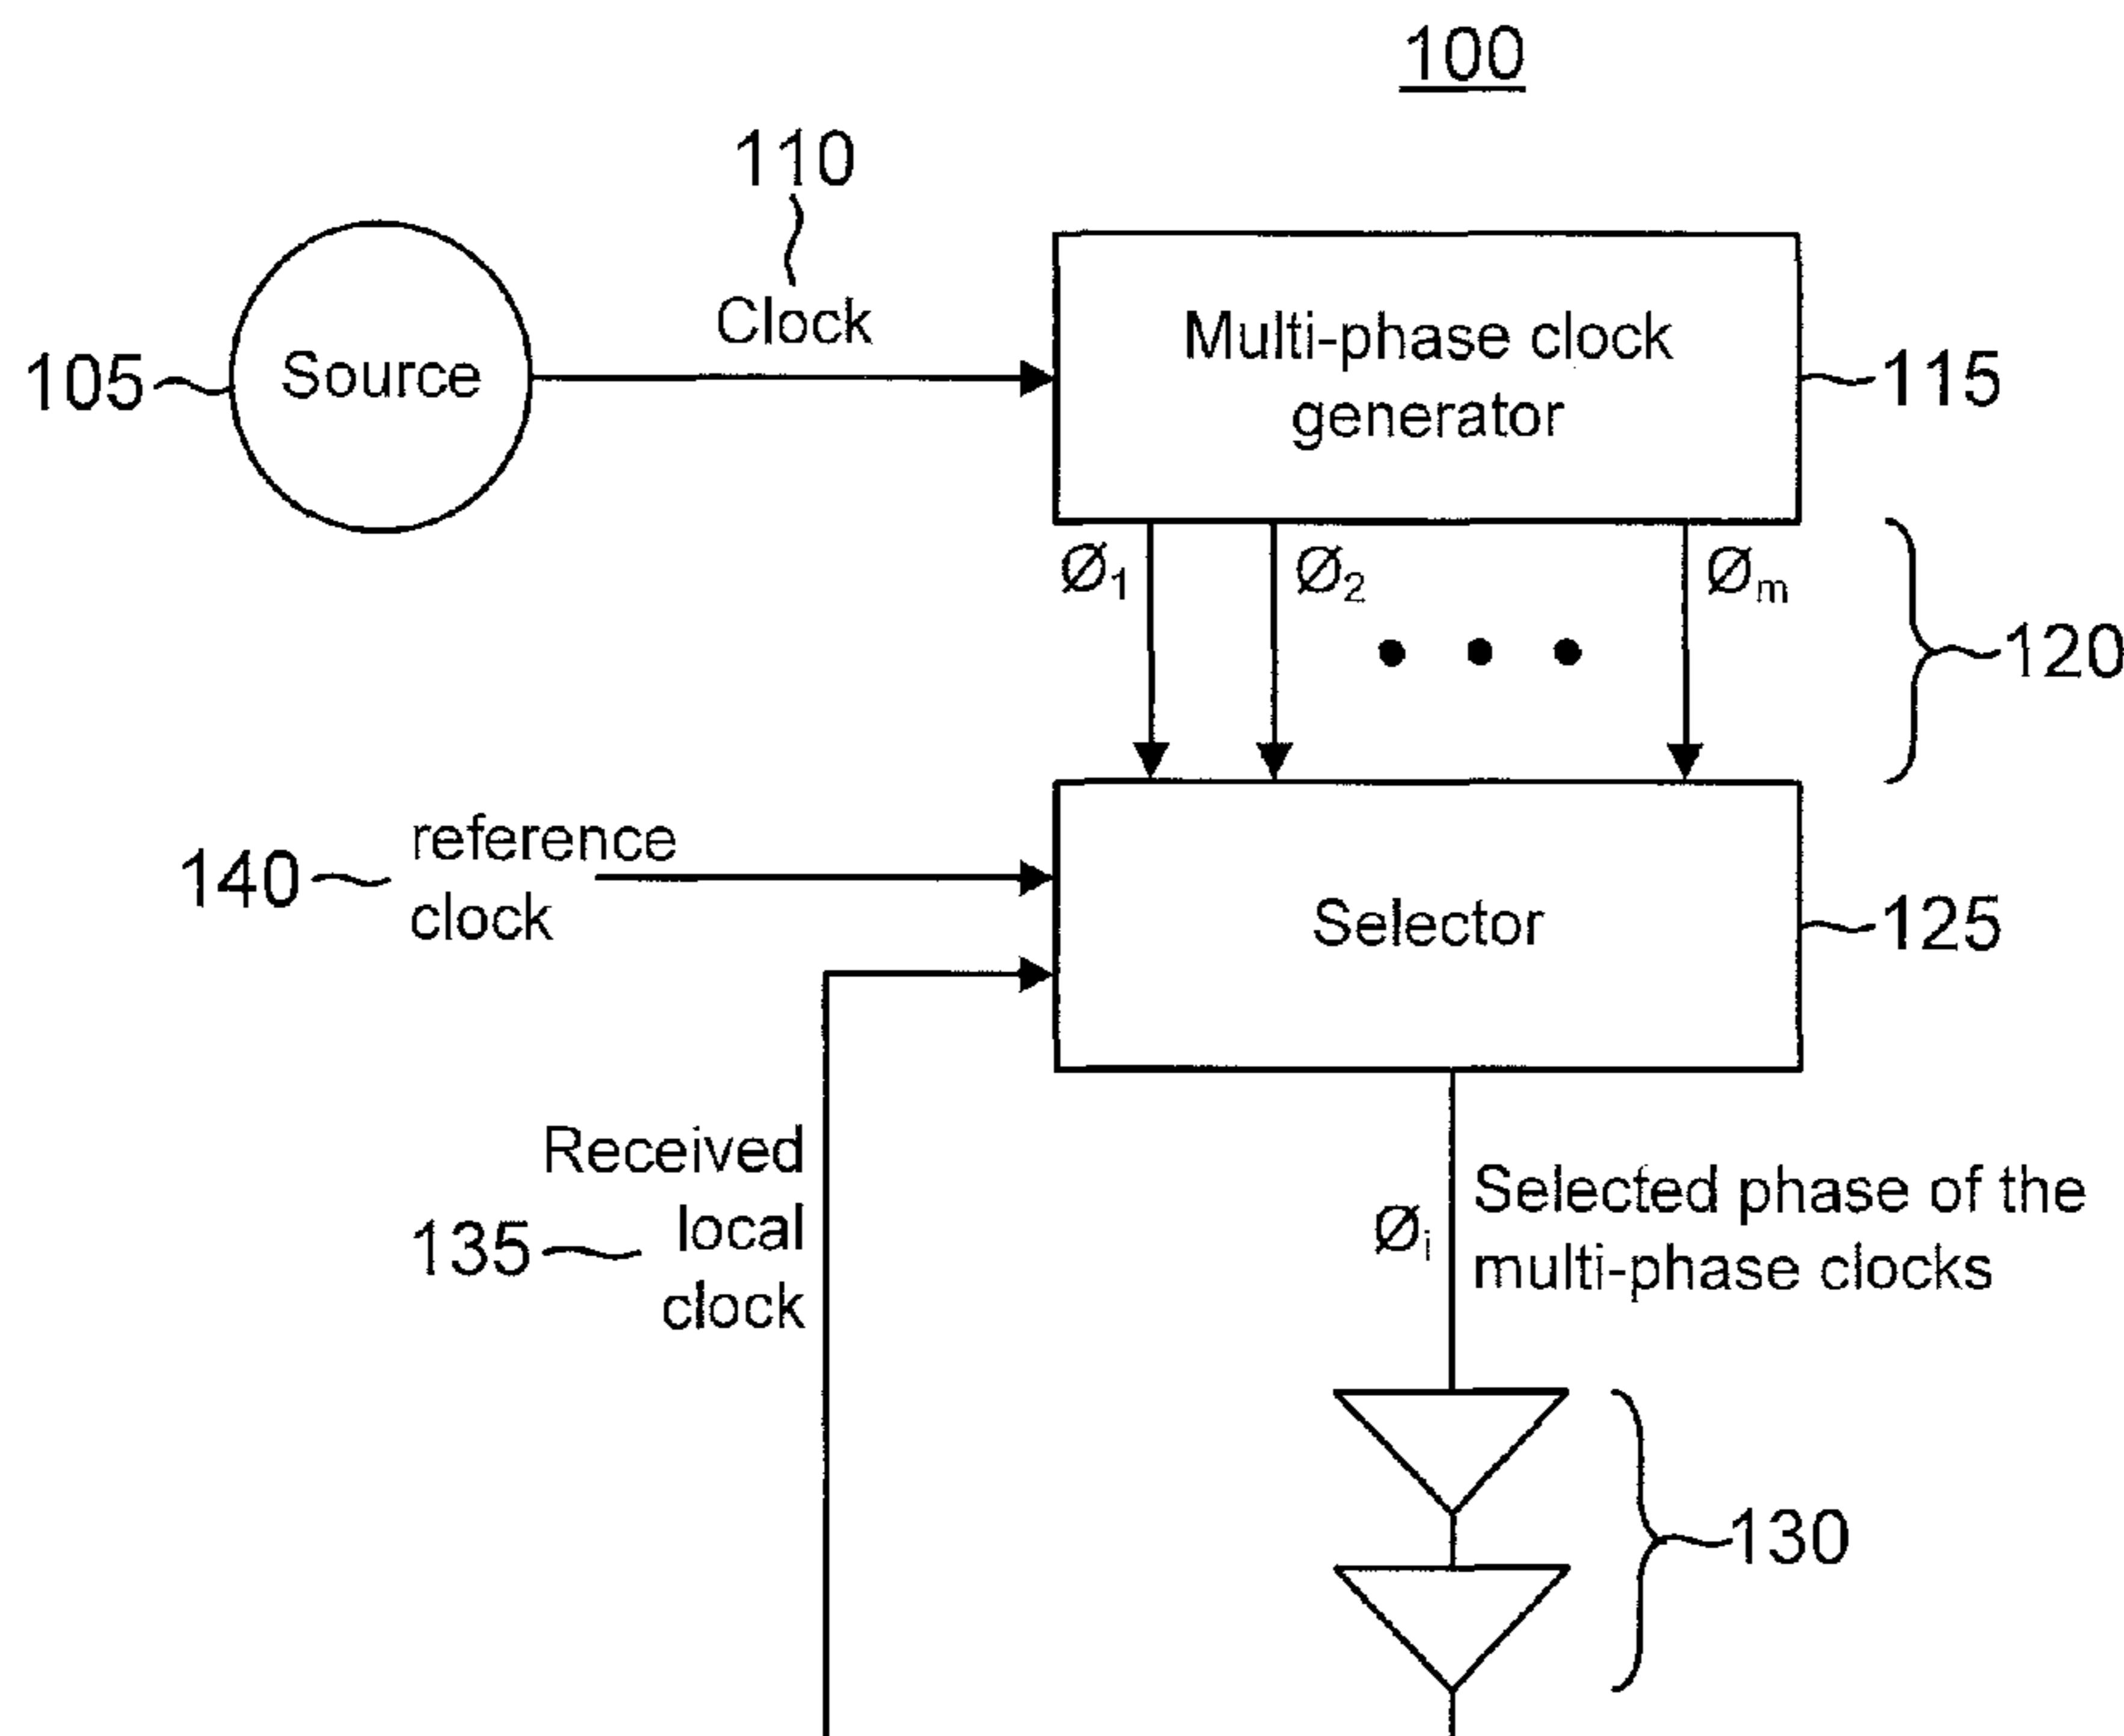 100
110
Clock
Source
105
Multi-phase clock
generator
115
Ø1
Ø2
Øm
120
reference
clock
140
Selector
125
Received
local
clock
135
Øi
Selected phase of the
multi-phase clocks
130